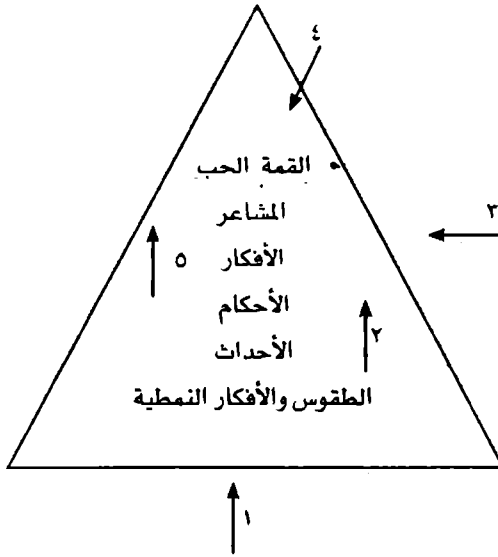 ٤
القمة الحب
المشاعر
٣
٥ الأفكار
الأحكام
٢
الأحداث
الطقوس والأفكار النمطية
١